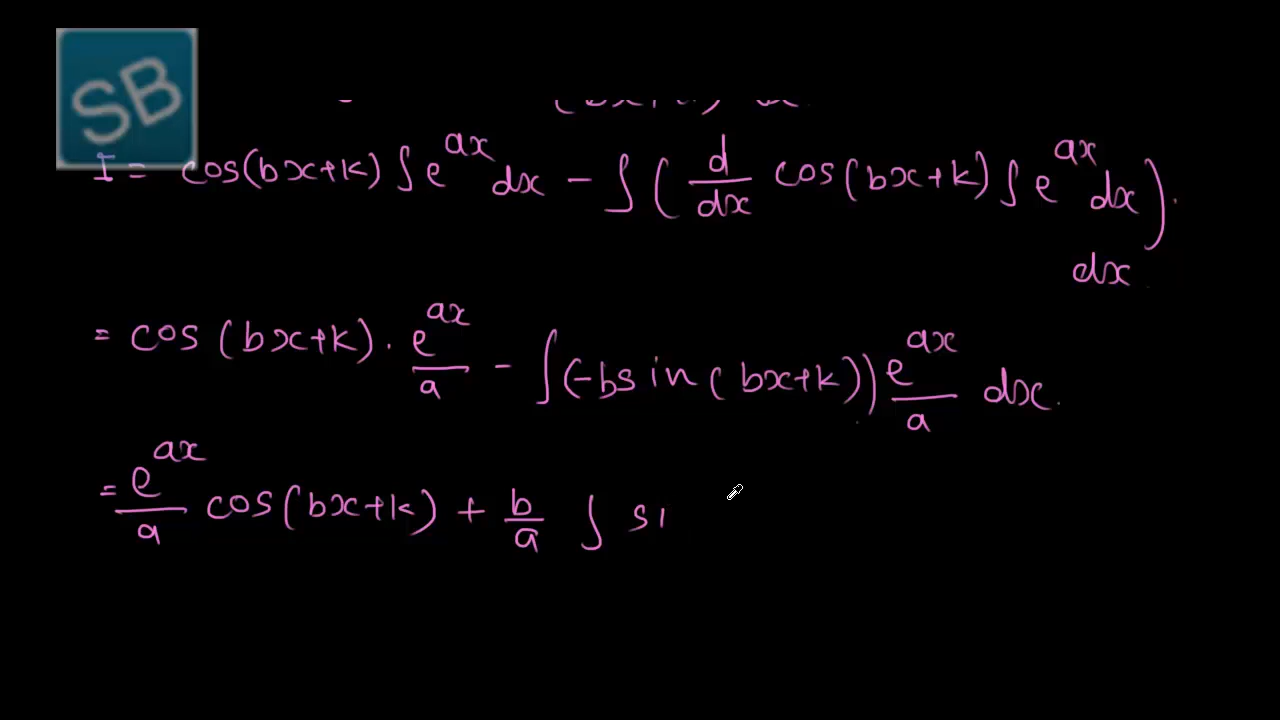 SB
I = cos(bx+k) ∫ e^ax dx − ∫ ( d/dx cos(bx+k) ∫ e^ax dx ).
dx
= cos (bx+k) . e^ax/a − ∫ (−b sin (bx+k)) e^ax/a dx.
= e^ax/a cos(bx+k) + b/a ∫ si